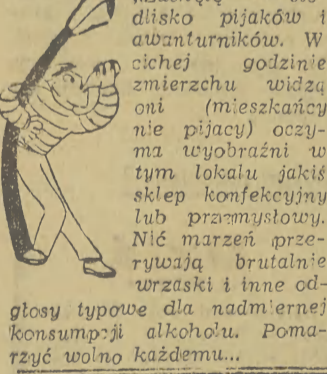 dlisko pijaków i
awanturników. W
cichej godzinie
zmierzchu widzą
oni (mieszkańcy
nie pijacy) oczy-
ma wyobraźni w
tym lokalu jakiś
sklep konfekcyjny
lub przemysłowy.
Nić marzeń prze-
rywają brutalnie
wrzaski i inne od-
głosy typowe dla nadmiernej
konsumpcji alkoholu. Poma-
rzyć wolno każdemu...